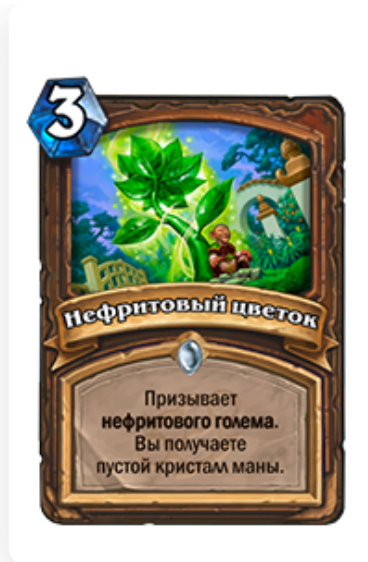 3
Нефритовый цветок
Призывает
нефритового голема.
Вы получаете
пустой кристалл маны.